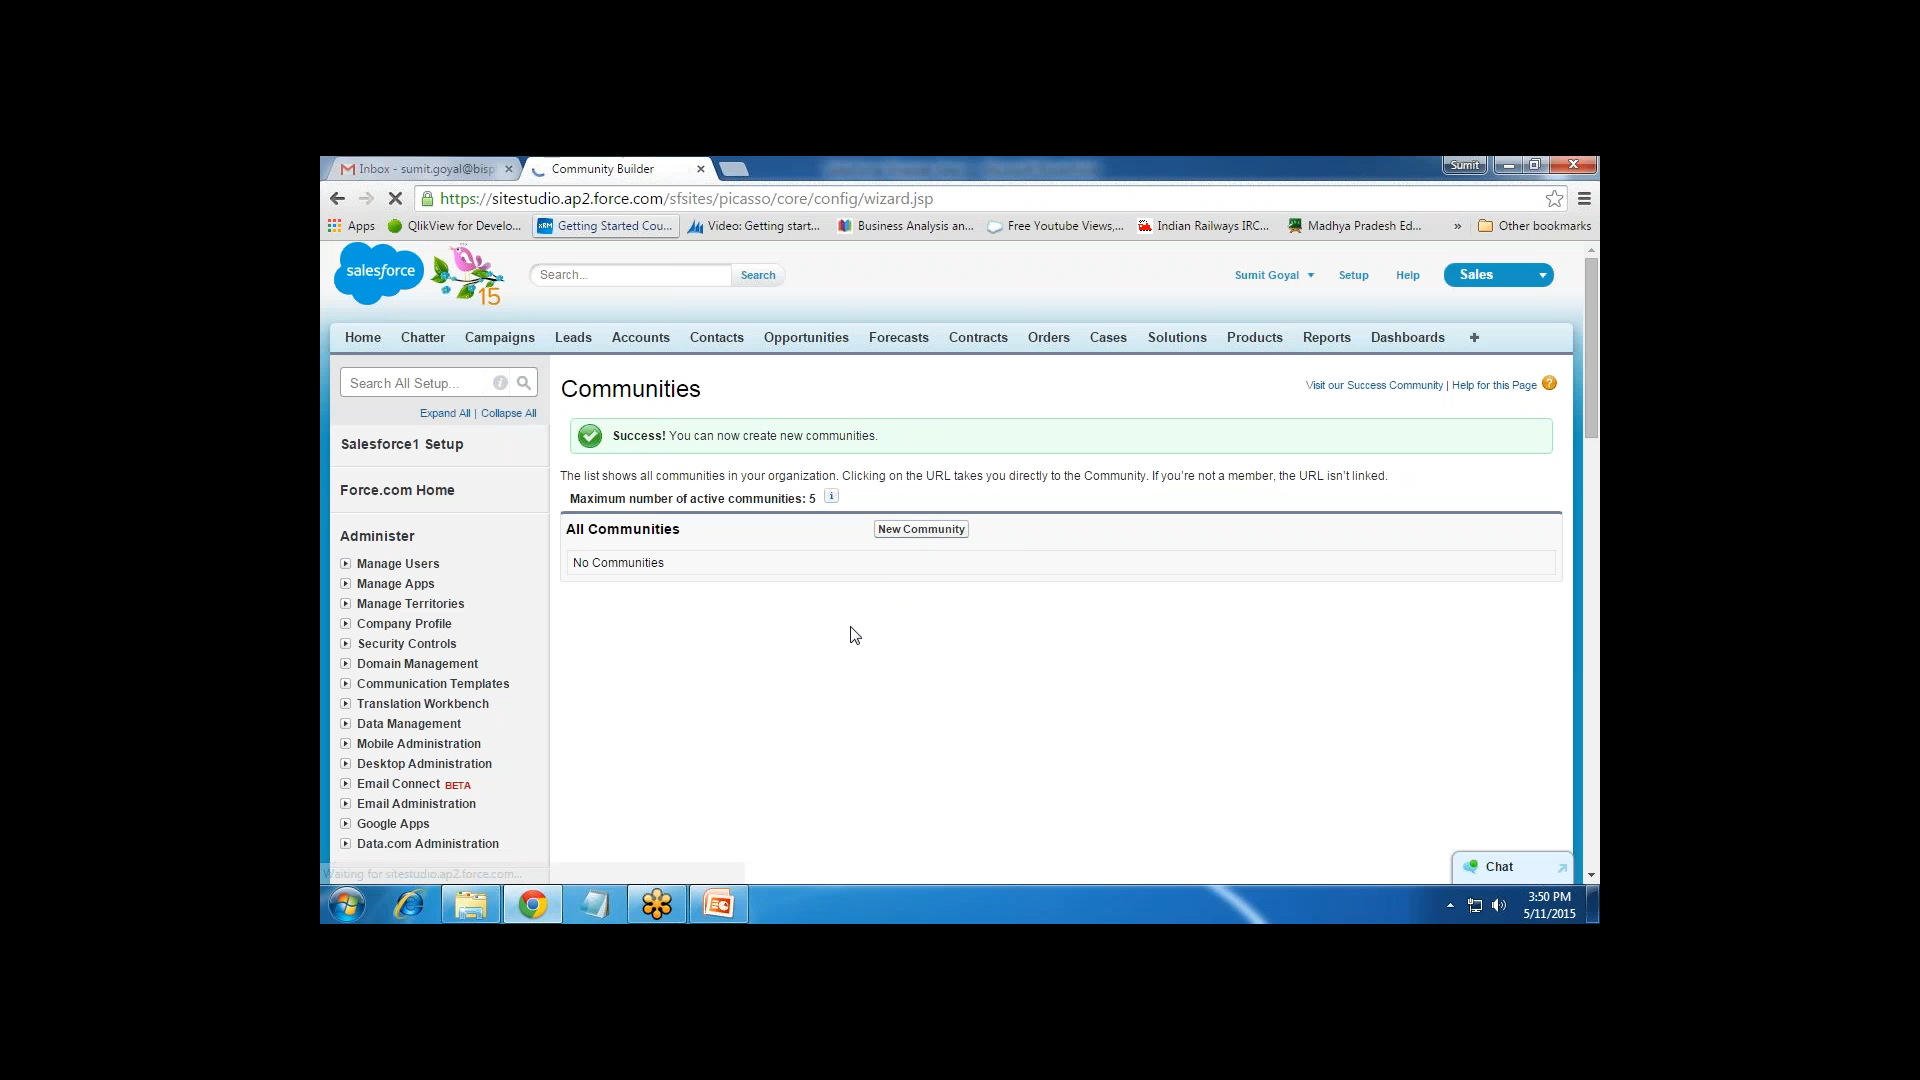 Inbox - sumit.goyal@bisp
Community Builder
Sumit
https://sitestudio.ap2.force.com/sfsites/picasso/core/config/wizard.jsp
Apps
QlikView for Develo...
Getting Started Cou...
Video: Getting start...
Business Analysis an...
Free Youtube Views,...
Indian Railways IRC...
Madhya Pradesh Ed...
»
Other bookmarks
salesforce
15
Search...
Search
Sumit Goyal
Setup
Help
Sales
Home
Chatter
Campaigns
Leads
Accounts
Contacts
Opportunities
Forecasts
Contracts
Orders
Cases
Solutions
Products
Reports
Dashboards
+
Search All Setup...
Expand All | Collapse All
Salesforce1 Setup
Force.com Home
Administer
Manage Users
Manage Apps
Manage Territories
Company Profile
Security Controls
Domain Management
Communication Templates
Translation Workbench
Data Management
Mobile Administration
Desktop Administration
Email Connect BETA
Email Administration
Google Apps
Data.com Administration
Communities
Visit our Success Community | Help for this Page ?
Success! You can now create new communities.
The list shows all communities in your organization. Clicking on the URL takes you directly to the Community. If you're not a member, the URL isn't linked.
Maximum number of active communities: 5 i
All Communities
New Community
No Communities
Waiting for sitestudio.ap2.force.com...
Chat
3:50 PM
5/11/2015